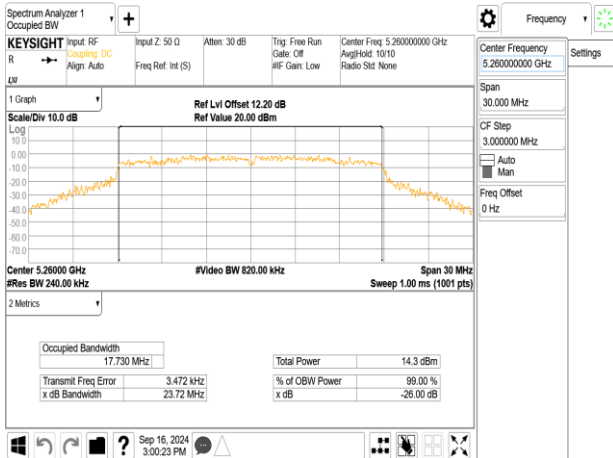 Spectrum Analyzer 1
Occupied BW
Frequency
Settings
KEYSIGHT
R
LXI
Input: RF
Coupling: DC
Align: Auto
Input Z: 50 Ω
Freq Ref: Int (S)
Atten: 30 dB
Trig: Free Run
Gate: Off
#IF Gain: Low
Center Freq: 5.260000000 GHz
Avg|Hold: 10/10
Radio Std: None
Center Frequency
5.260000000 GHz
Span
30.000 MHz
CF Step
3.000000 MHz
Auto
Man
Freq Offset
0 Hz
1 Graph
Scale/Div 10.0 dB
Ref Lvl Offset 12.20 dB
Ref Value 20.00 dBm
Log
10.0
0.00
-10.0
-20.0
-30.0
-40.0
-50.0
-60.0
-70.0
Center 5.26000 GHz
#Video BW 820.00 kHz
Span 30 MHz
#Res BW 240.00 kHz
Sweep 1.00 ms (1001 pts)
2 Metrics
Occupied Bandwidth
17.730 MHz
Total Power 14.3 dBm
Transmit Freq Error 3.472 kHz
% of OBW Power 99.00 %
x dB Bandwidth 23.72 MHz
x dB -26.00 dB
?
Sep 16, 2024
3:00:23 PM